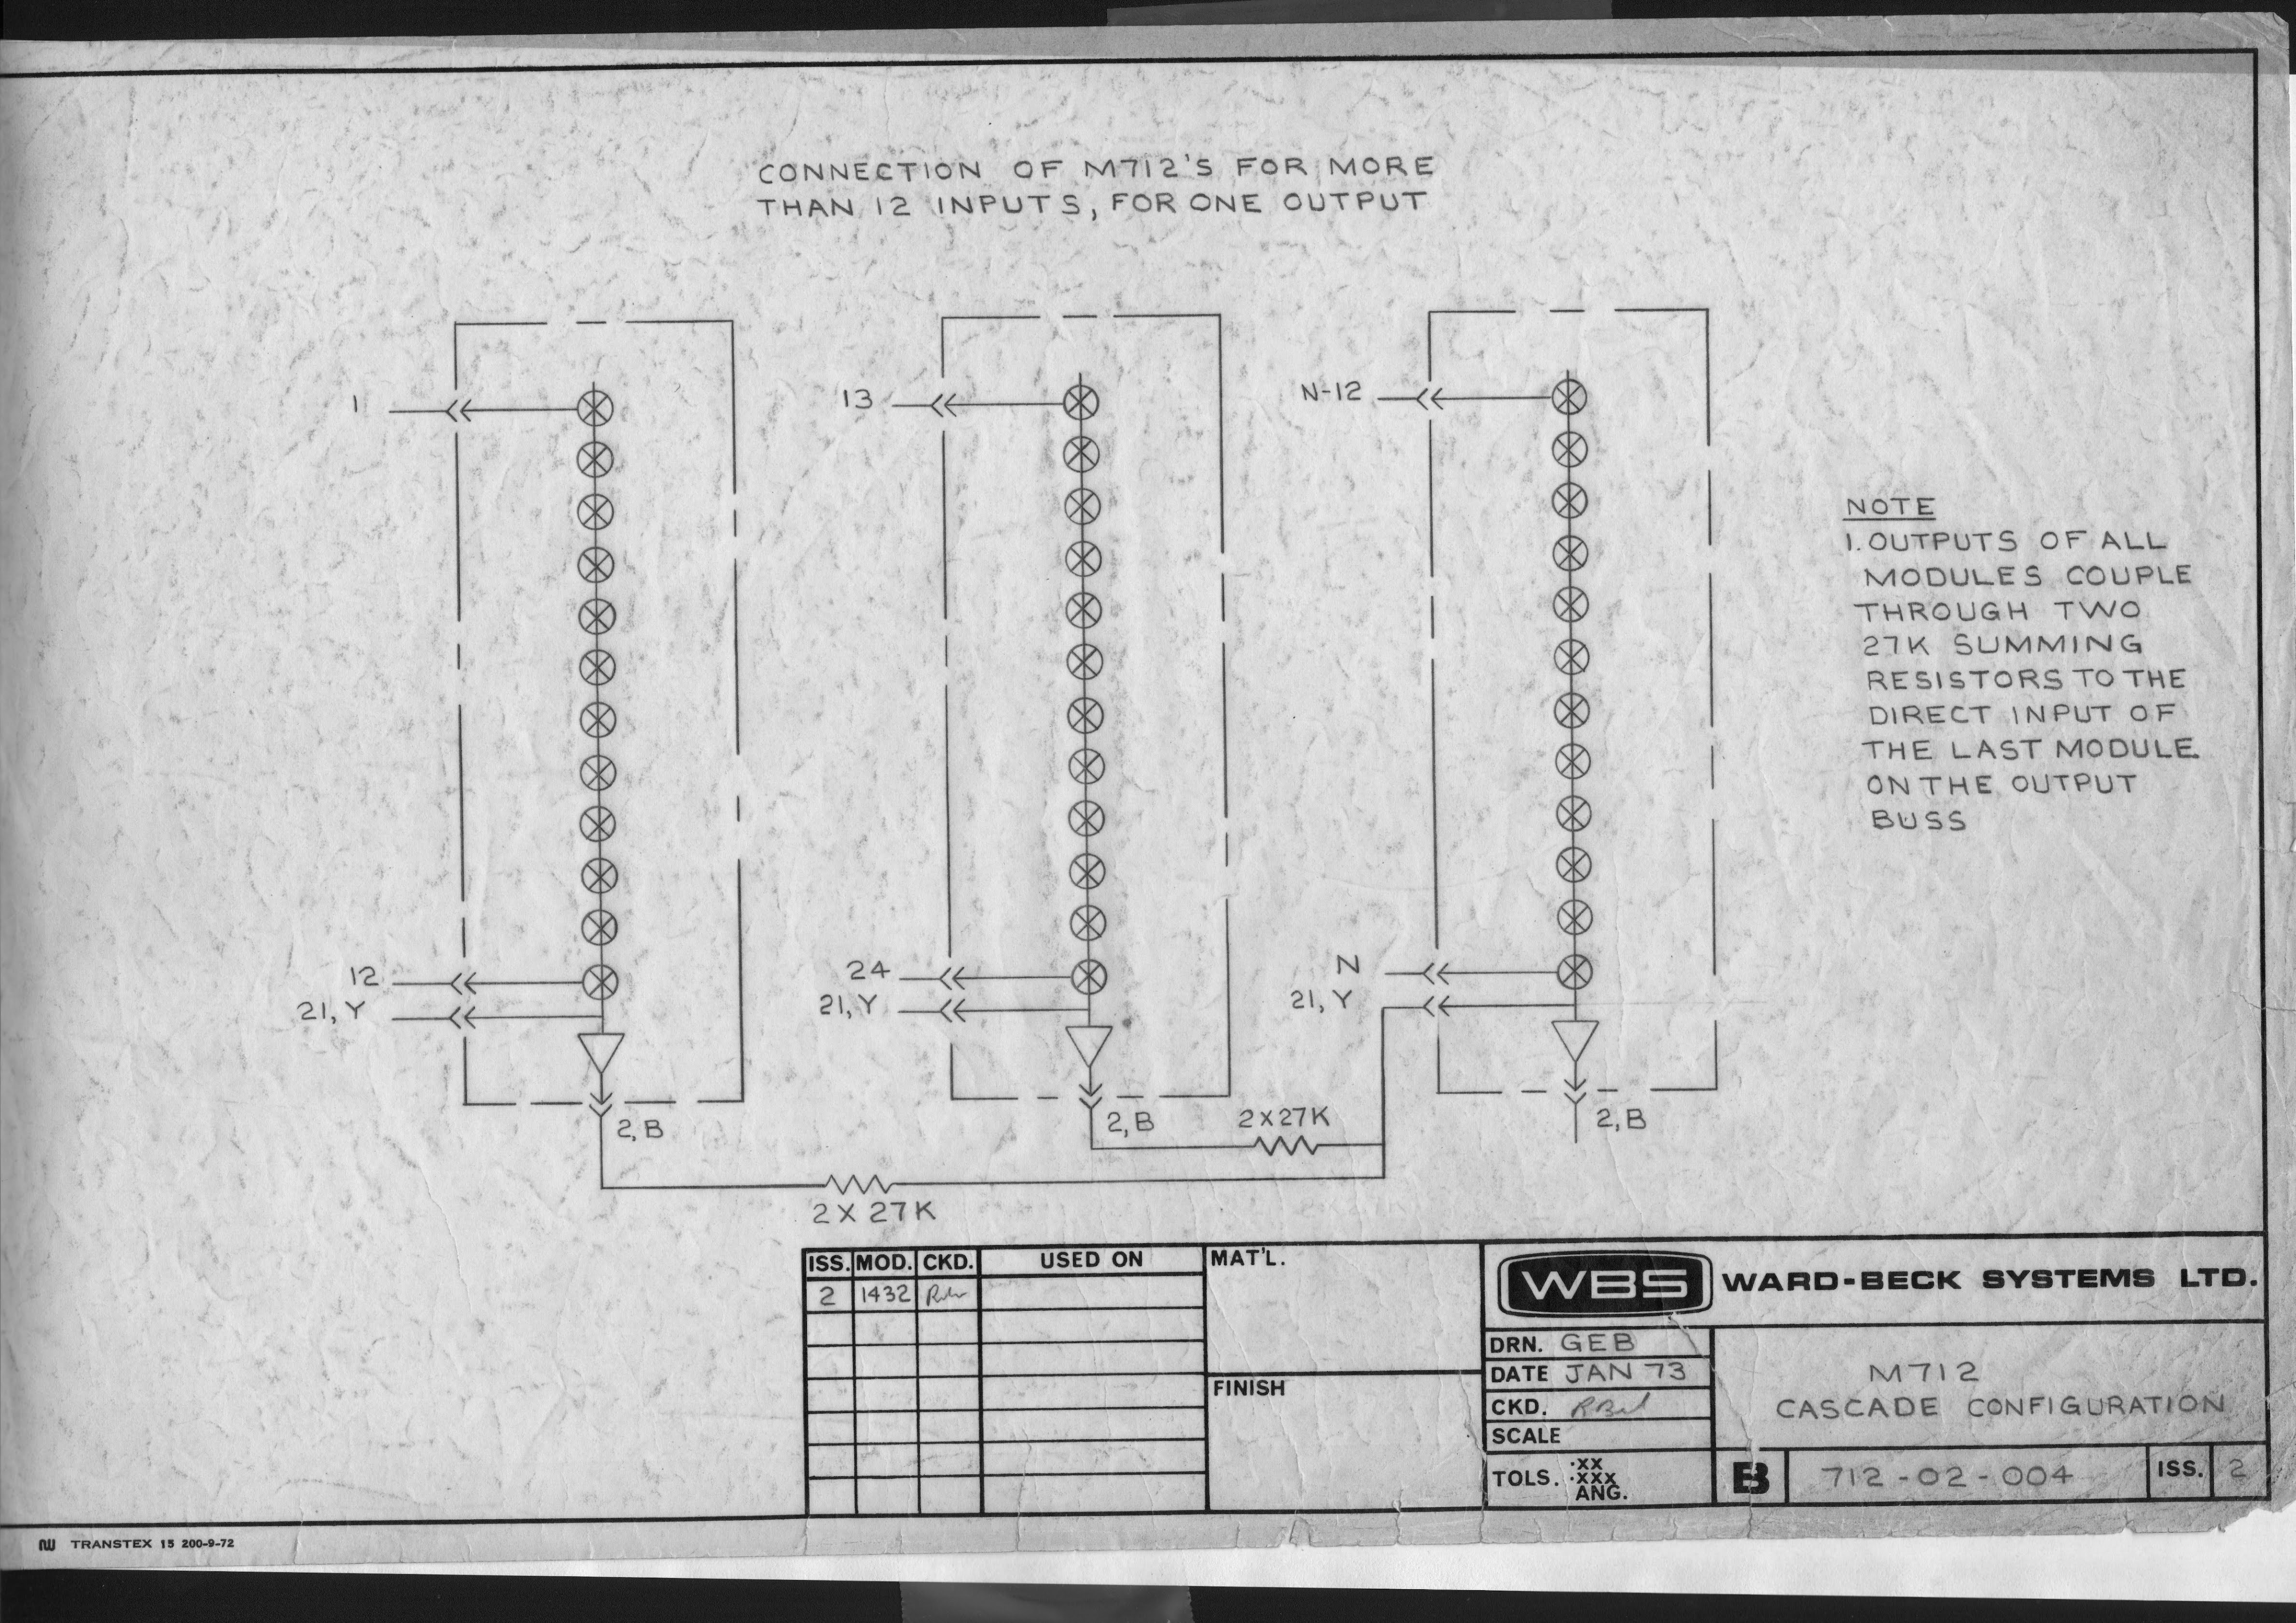 CONNECTION OF M712'S FOR MORE
THAN 12 INPUTS, FOR ONE OUTPUT
1
13
N-12
NOTE
1. OUTPUTS OF ALL
MODULES COUPLE
THROUGH TWO
27K SUMMING
RESISTORS TO THE
DIRECT INPUT OF
THE LAST MODULE
ON THE OUTPUT
BUSS
12
24
N
21, Y
21, Y
21, Y
2, B
2, B
2, B
2 X 27K
2 X 27K
ISS. MOD. CKD. USED ON
2 1432
MAT'L.
FINISH
WBS WARD-BECK SYSTEMS LTD.
DRN. GEB
DATE JAN 73
CKD.
SCALE
TOLS. .XX
.XXX
ANG.
M712
CASCADE CONFIGURATION
B 712-02-004 ISS. 2
TRANSTEX 15 200-9-72